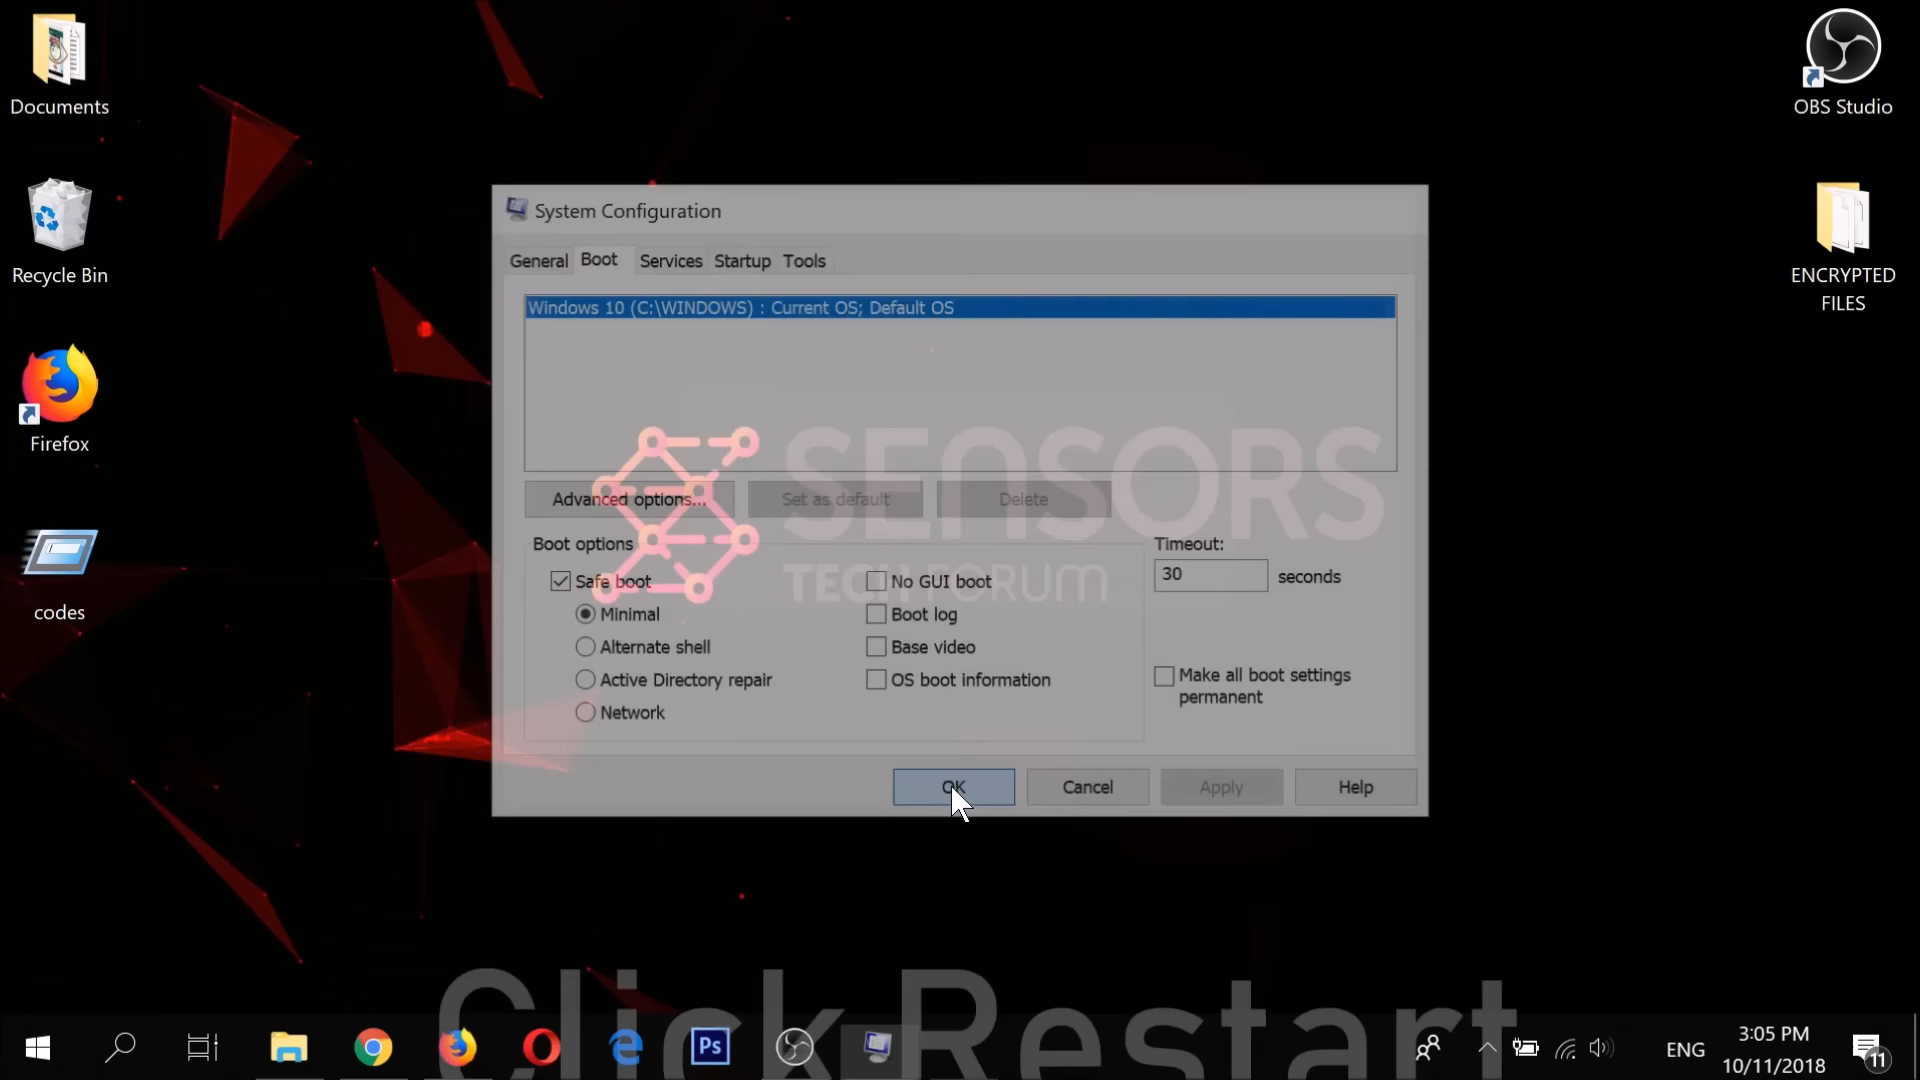 Documents
OBS Studio
Recycle Bin
ENCRYPTED
FILES
Firefox
codes
System Configuration
General Boot Services Startup Tools
Windows 10 (C:\WINDOWS) : Current OS; Default OS
SENSORS
TECH FORUM
Advanced options... Set as default Delete
Boot options
Timeout:
Safe boot No GUI boot
30 seconds
Minimal Boot log
Alternate shell Base video
Active Directory repair OS boot information
Make all boot settings
permanent
Network
OK Cancel Apply Help
Click Restart
Ps
ENG
3:05 PM
10/11/2018
11